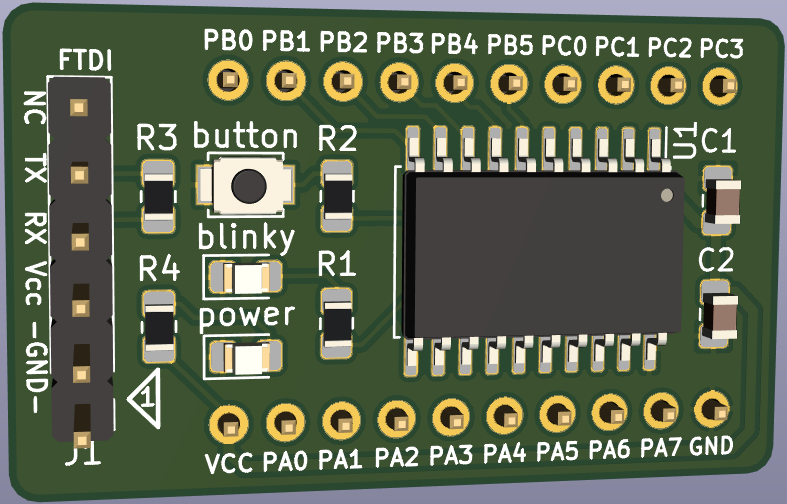 PB0 PB1 PB2 PB3 PB4 PB5 PC0 PC1 PC2 PC3
FTDI
NC
TX
RX
Vcc
-GND-
J1
1
R3
button
R2
blinky
R4
R1
power
U1
C1
C2
VCC PA0 PA1 PA2 PA3 PA4 PA5 PA6 PA7 GND